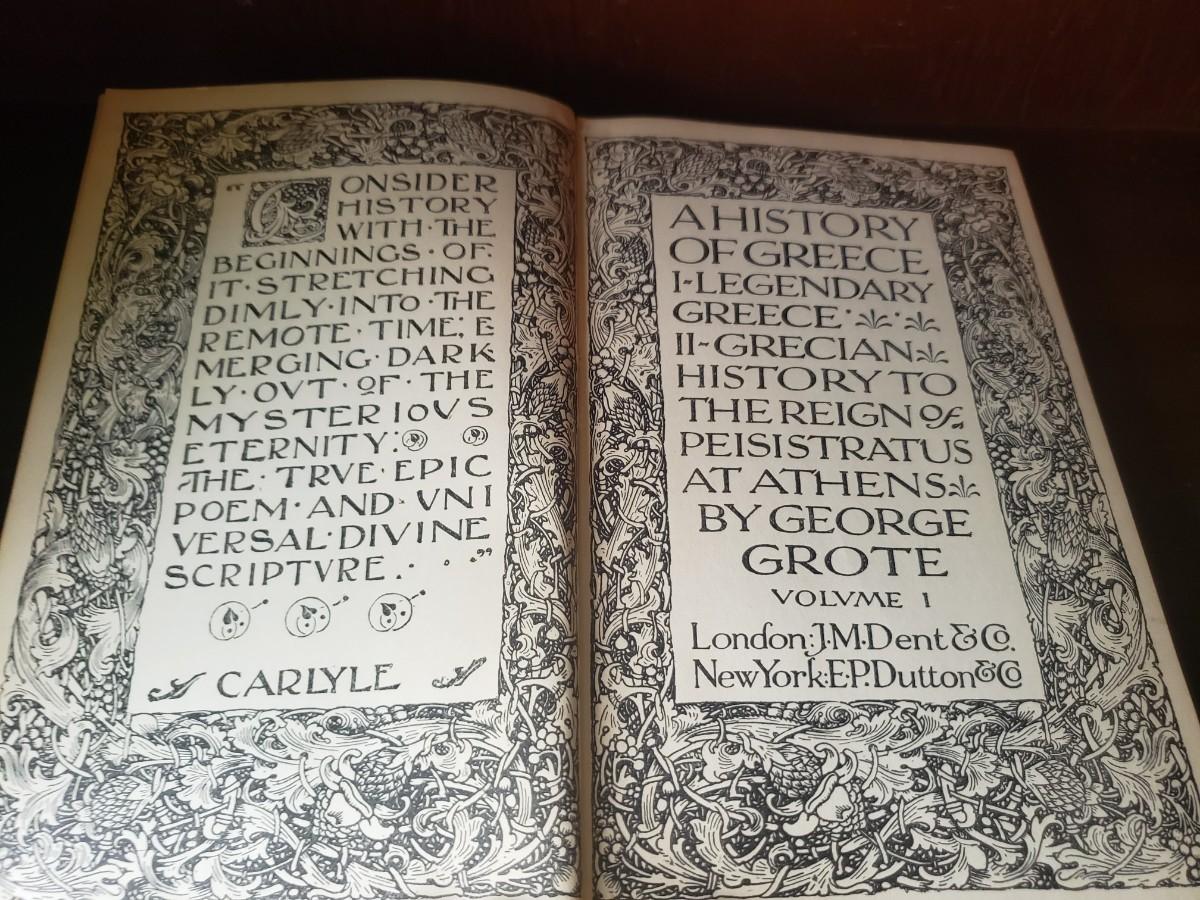 "CONSIDER
HISTORY
WITH·THE
BEGINNINGS·OF·
IT·STRETCHING
DIMLY·INTO·THE
REMOTE·TIME; E
MERGING·DARK
LY·OVT·OF·THE
MYSTERIOVS
ETERNITY:
THE·TRVE EPIC
POEM·AND·VNI
VERSAL·DIVINE
SCRIPTVRE. . ."
CARLYLE
A HISTORY
OF GREECE
I-LEGENDARY
GREECE
II-GRECIAN
HISTORY TO
THE REIGN OF
PEISISTRATUS
AT ATHENS
BY GEORGE
GROTE
VOLVME I
London: J.M.Dent & Co.
New York: E.P.Dutton & Co